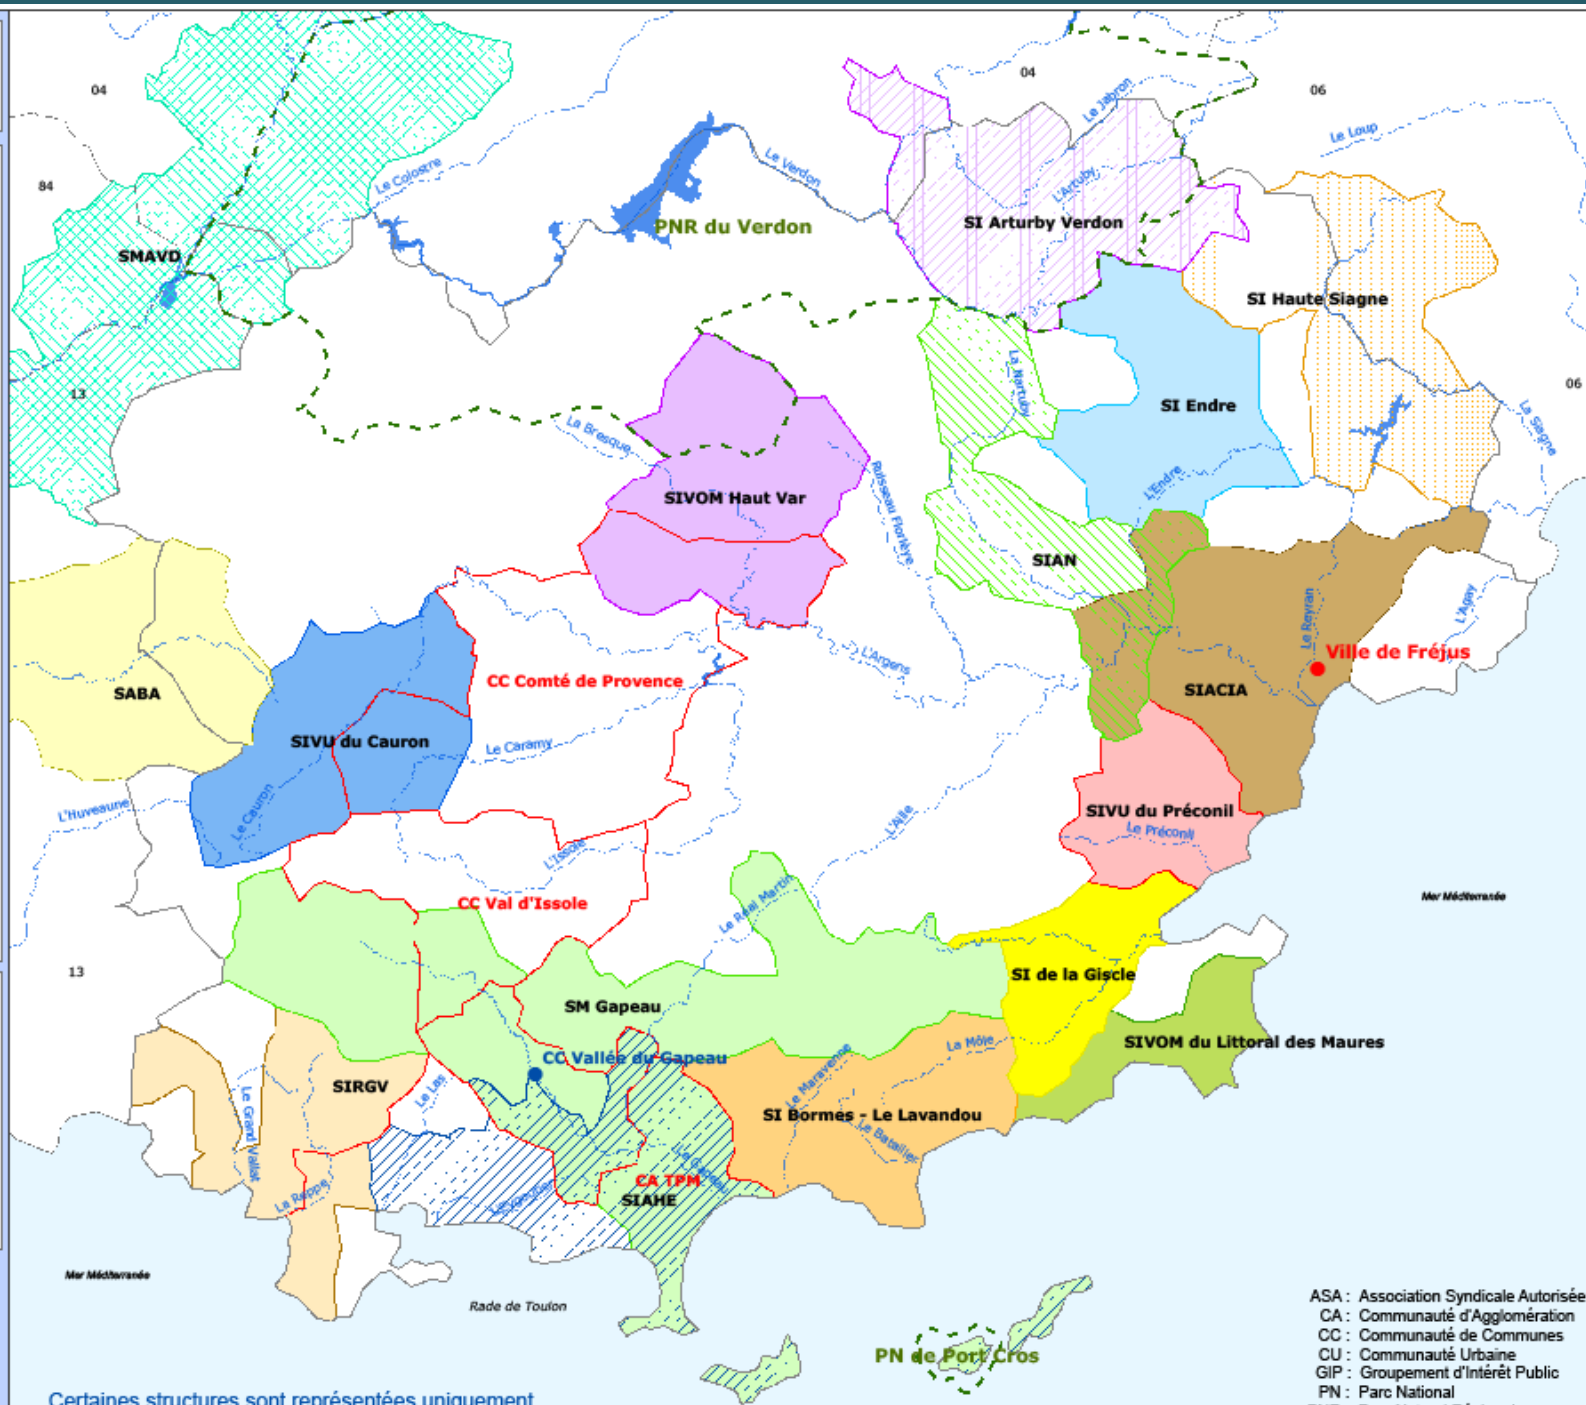 04
04
06
Le Jabron
Le Loup
Le Colostre
Le Verdon
84
L'Artuby
SI Arturby Verdon
PNR du Verdon
SMAVD
SI Haute Siagne
La Nartuby
13
06
SI Endre
La Siagne
La Bresque
Ruisseau Florièye
L'Endre
SIVOM Haut Var
SIAN
Le Reyran
L'Agay
L'Argens
Ville de Fréjus
CC Comté de Provence
SABA
SIACIA
SIVU du Cauron
Le Caramy
L'Huveaune
Le Cauron
SIVU du Préconil
Le Préconil
L'Aille
L'Issole
CC Val d'Issole
Le Réal Martin
Mer Méditerranée
13
SI de la Giscle
SM Gapeau
SIVOM du Littoral des Maures
La Môle
CC Vallée du Gapeau
Le Maravenne
SIRGV
Le Las
Le Grand Vallat
SI Bormes - Le Lavandou
Le Batailler
Le Gapeau
CA TPM
La Reppe
L'eygoutier
SIAHE
Mer Méditerranée
Rade de Toulon
PN de Port Cros
ASA : Association Syndicale Autorisée
CA : Communauté d'Agglomération
CC : Communauté de Communes
CU : Communauté Urbaine
GIP : Groupement d'Intérêt Public
PN : Parc National
Certaines structures sont représentées uniquement